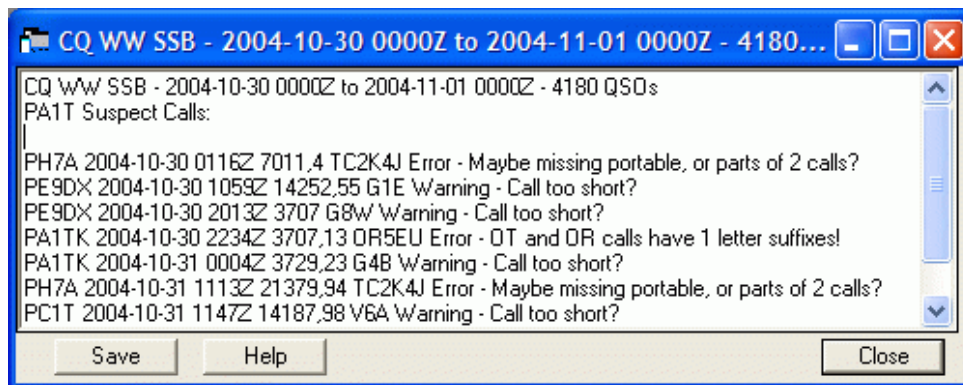 CQ WW SSB - 2004-10-30 0000Z to 2004-11-01 0000Z - 4180...
CQ WW SSB - 2004-10-30 0000Z to 2004-11-01 0000Z - 4180 QSOs
PA1T Suspect Calls:
PH7A 2004-10-30 0116Z 7011,4 TC2K4J Error - Maybe missing portable, or parts of 2 calls?
PE9DX 2004-10-30 1059Z 14252,55 G1E Warning - Call too short?
PE9DX 2004-10-30 2013Z 3707 G8W Warning - Call too short?
PA1TK 2004-10-30 2234Z 3707,13 OR5EU Error - OT and OR calls have 1 letter suffixes!
PA1TK 2004-10-31 0004Z 3729,23 G4B Warning - Call too short?
PH7A 2004-10-31 1113Z 21379,94 TC2K4J Error - Maybe missing portable, or parts of 2 calls?
PC1T 2004-10-31 1147Z 14187,98 V6A Warning - Call too short?
Save Help Close